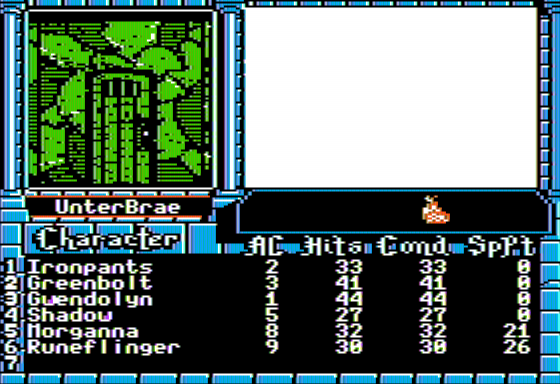 UnterBrae
Character AC Hits Cond SpPt
1 Ironpants 2 33 33 0
2 Greenbolt 3 41 41 0
3 Gwendolyn 1 44 44 0
4 Shadow 5 27 27 0
5 Morganna 8 32 32 21
6 Runeflinger 9 30 30 26
7